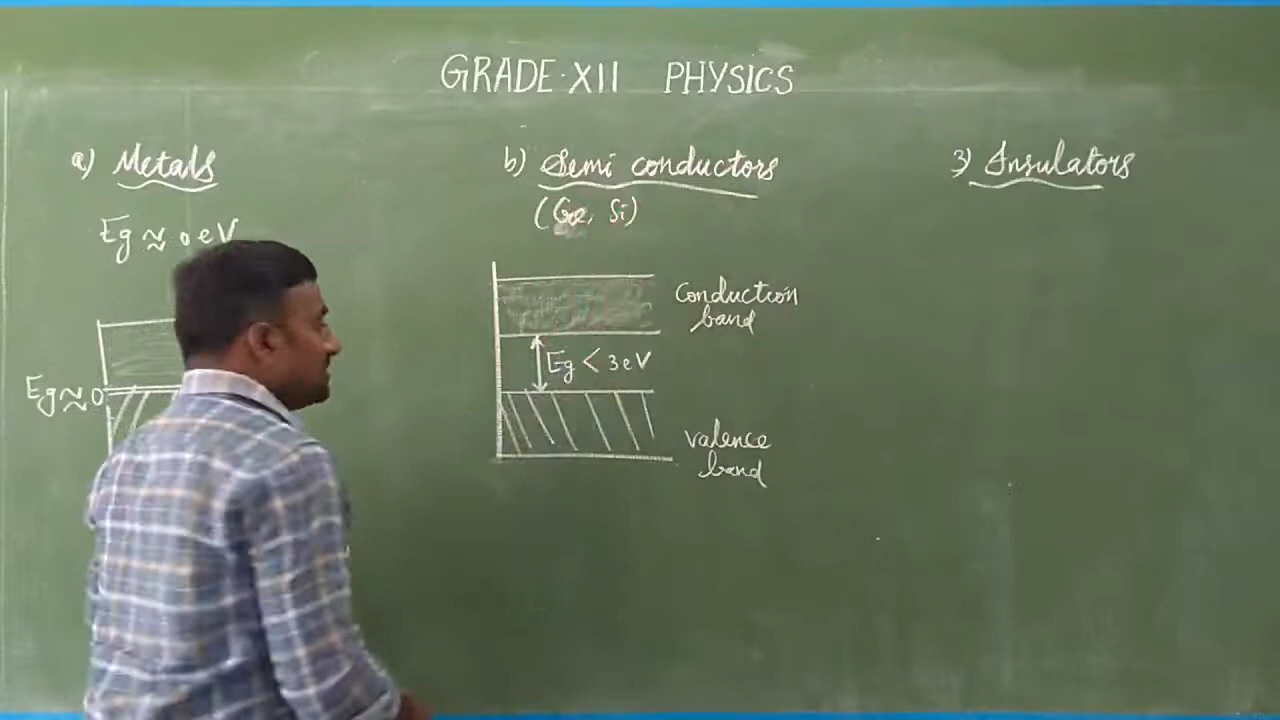 GRADE-XII PHYSICS
a) Metals
Eg ≈ 0 eV
Eg ≈ 0
b) Semi conductors
(Ge, Si)
Conduction
band
Eg < 3 eV
Valence
band
3) Insulators